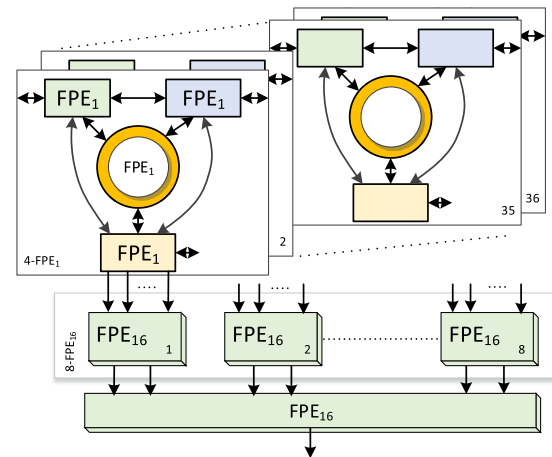 FPE₁ FPE₁
FPE₁
FPE₁
4-FPE₁
2
35
36
....
....
....
8-FPE₁₆
FPE₁₆ 1
FPE₁₆ 2
FPE₁₆ 8
FPE₁₆